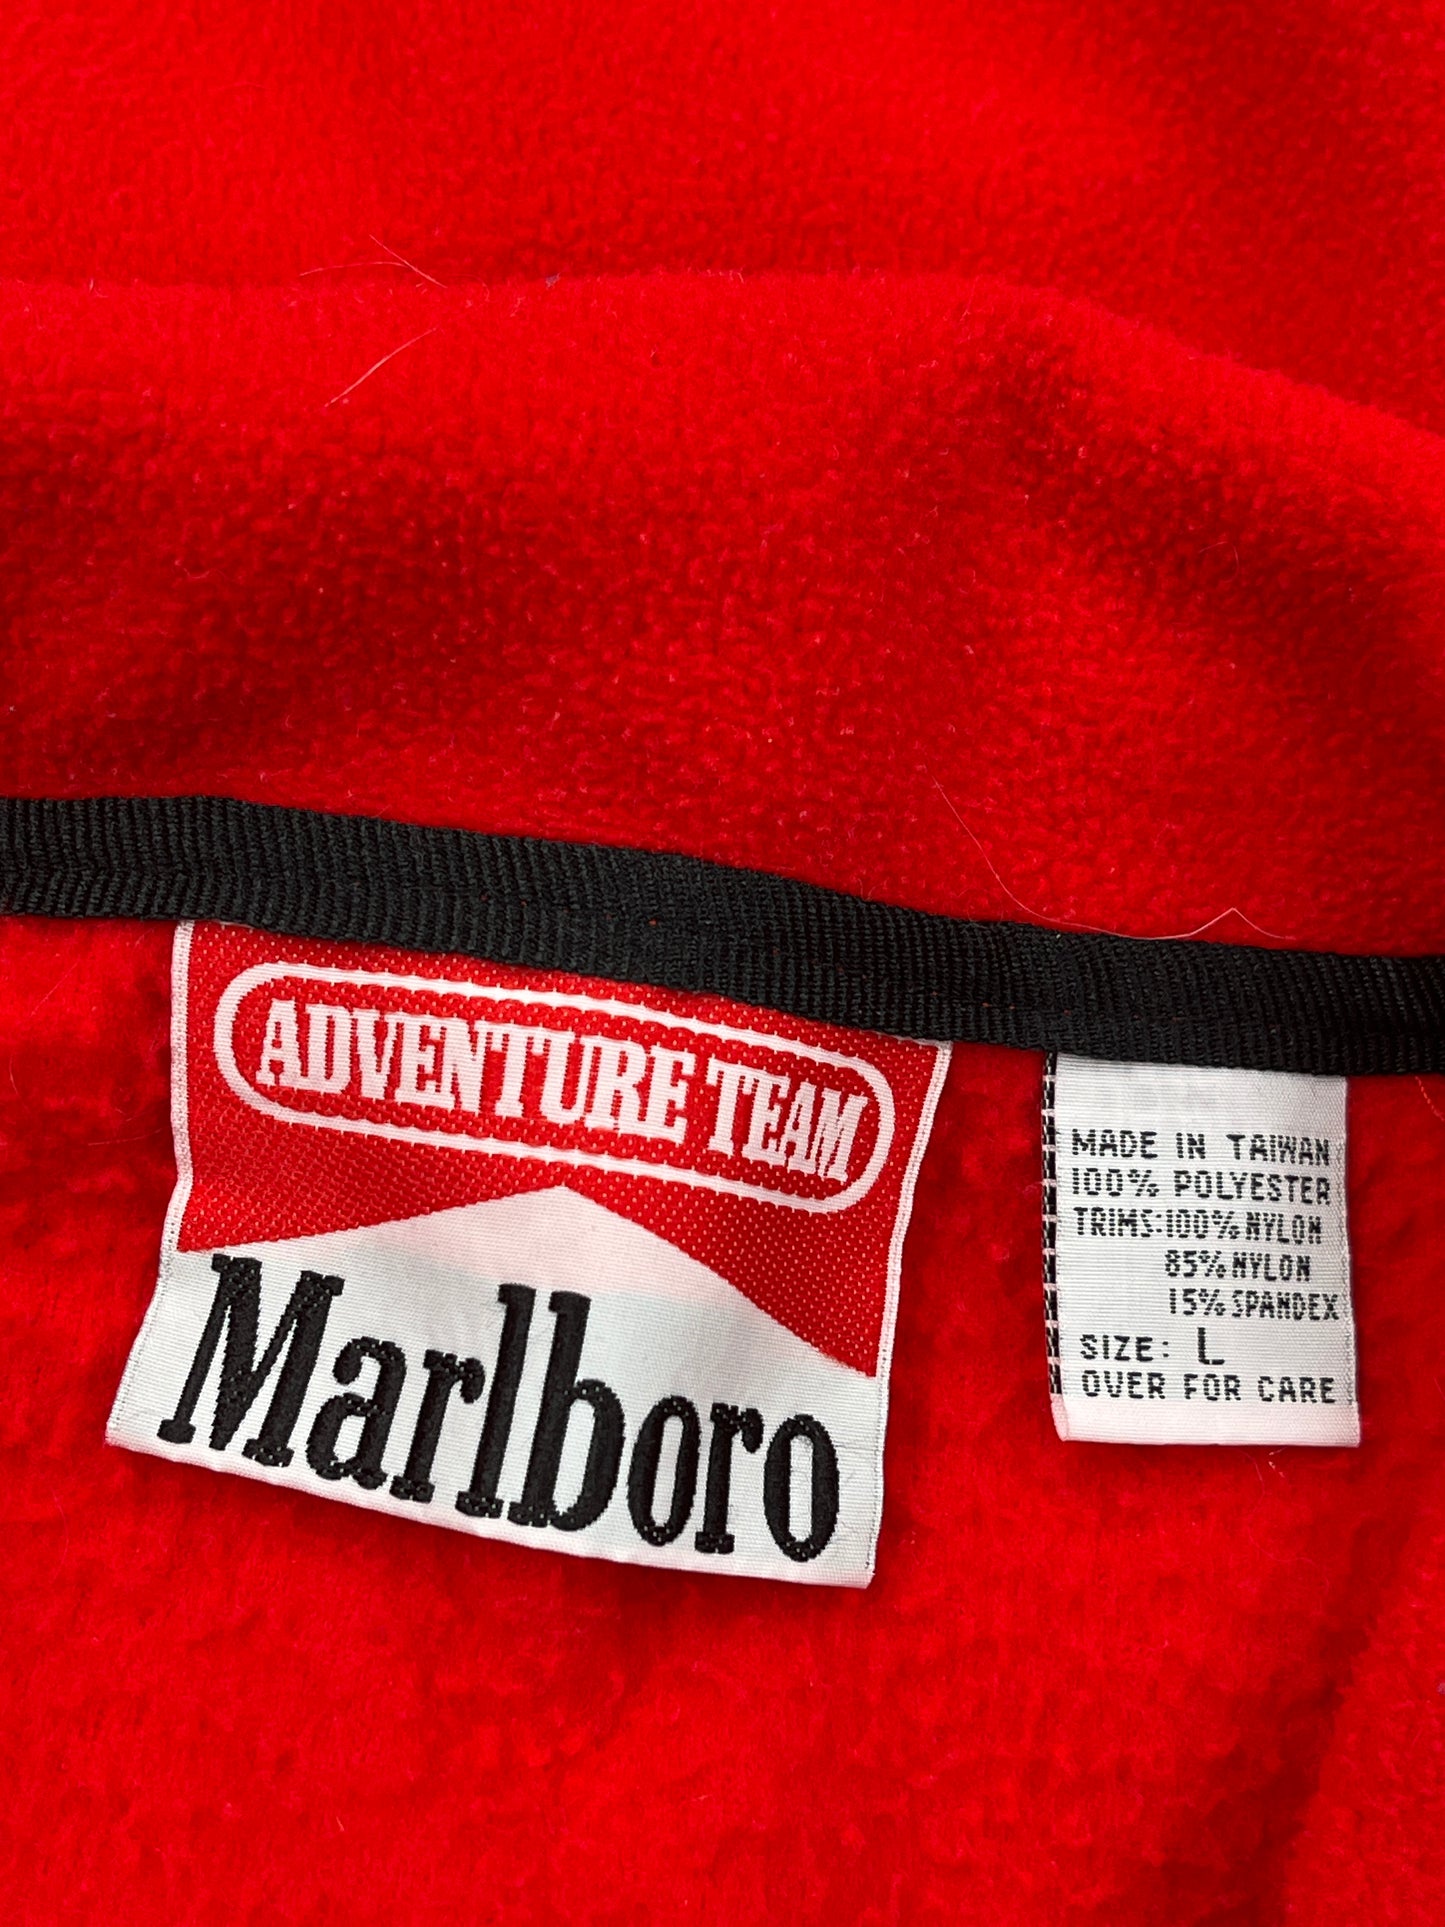 ADVENTURE TEAM
Marlboro
MADE IN TAIWAN
100% POLYESTER
TRIMS:100% NYLON
85% NYLON
15% SPANDEX
SIZE: L
OVER FOR CARE